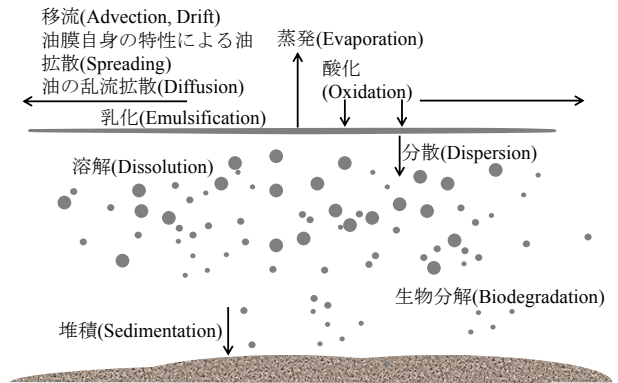 移流(Advection, Drift)
油膜自身の特性による油
拡散(Spreading)
油の乱流拡散(Diffusion)
蒸発(Evaporation)
酸化
(Oxidation)
乳化(Emulsification)
溶解(Dissolution)
分散(Dispersion)
生物分解(Biodegradation)
堆積(Sedimentation)